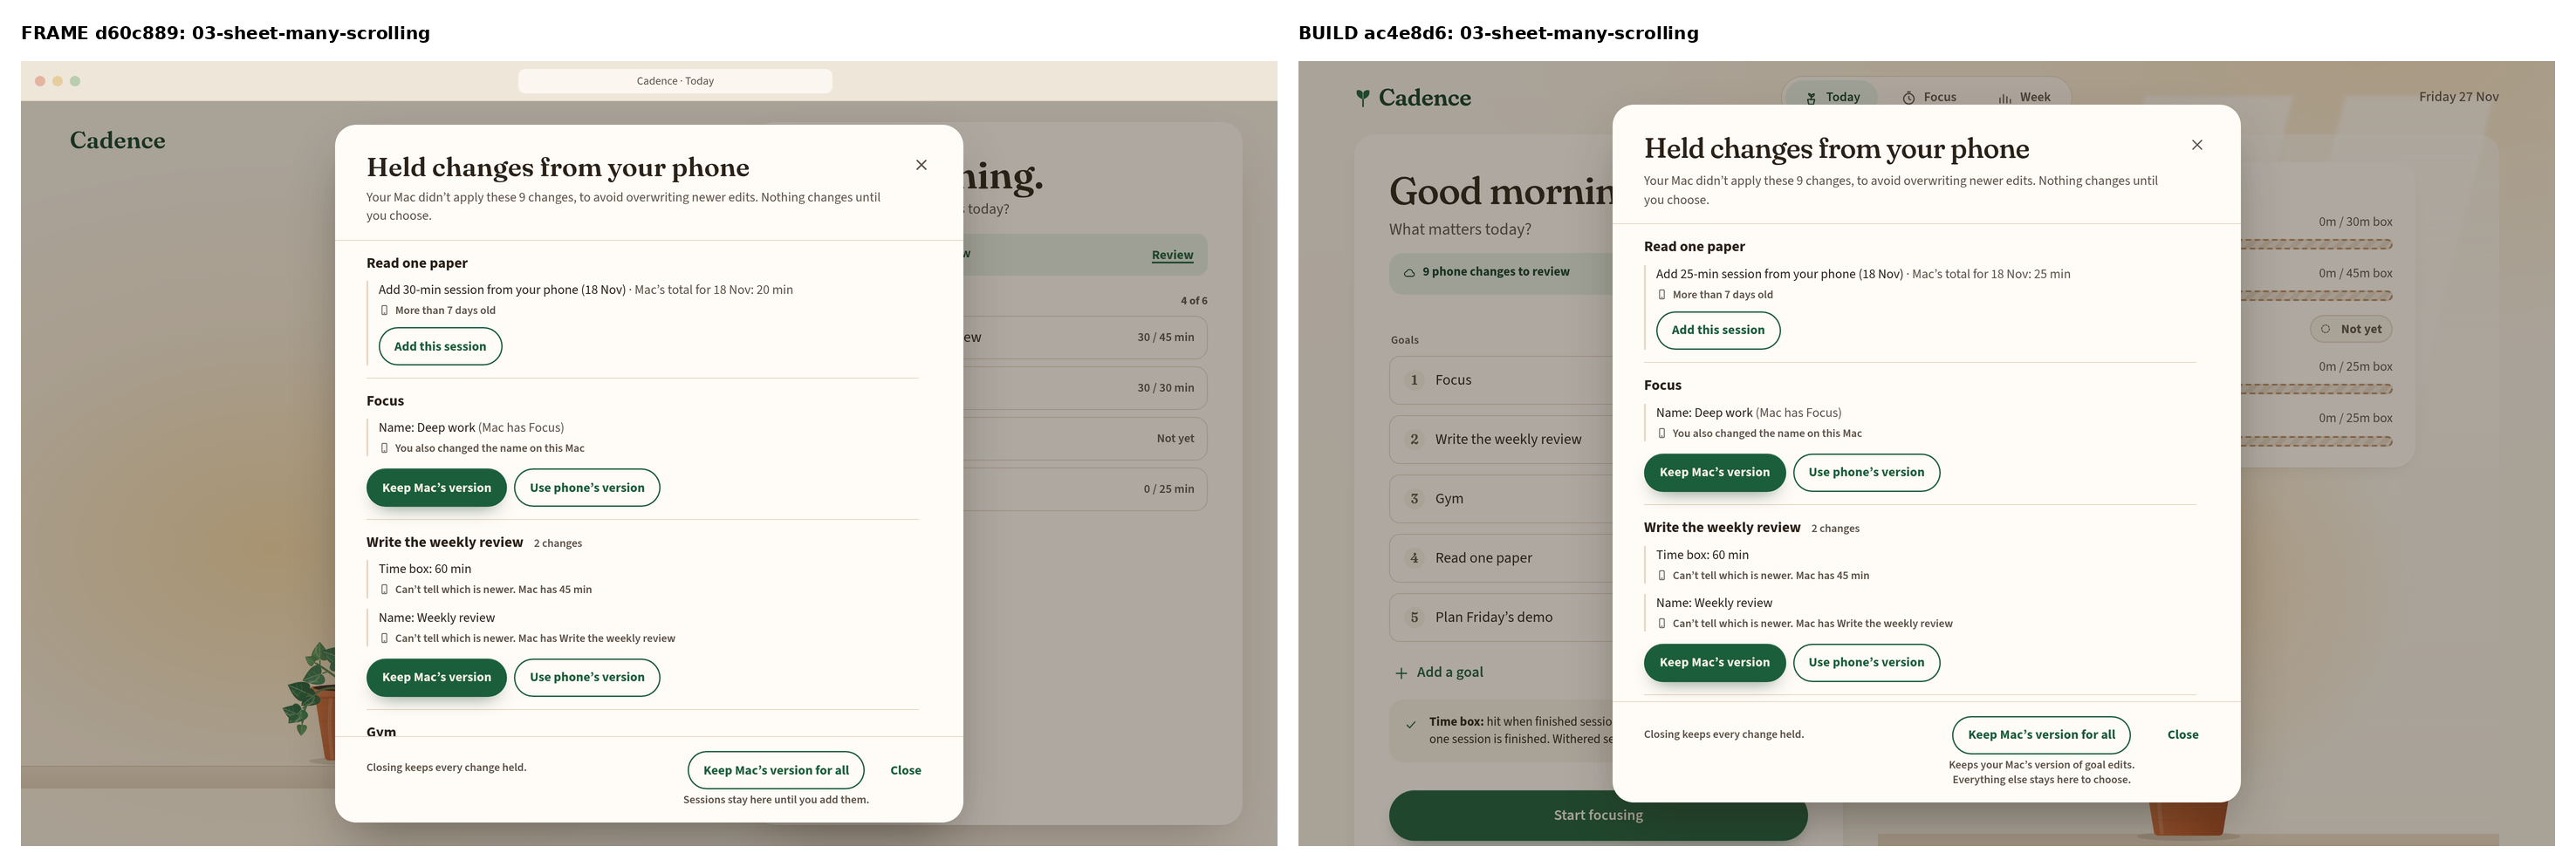 FRAME d60c889: 03-sheet-many-scrolling
Cadence · Today
Cadence
ning.
s today?
w
Review
4 of 6
ew
30 / 45 min
30 / 30 min
Not yet
0 / 25 min
Held changes from your phone
Your Mac didn’t apply these 9 changes, to avoid overwriting newer edits. Nothing changes until
you choose.
Read one paper
Add 30-min session from your phone (18 Nov) · Mac’s total for 18 Nov: 20 min
More than 7 days old
Add this session
Focus
Name: Deep work (Mac has Focus)
You also changed the name on this Mac
Keep Mac’s version
Use phone’s version
Write the weekly review 2 changes
Time box: 60 min
Can’t tell which is newer. Mac has 45 min
Name: Weekly review
Can’t tell which is newer. Mac has Write the weekly review
Keep Mac’s version
Use phone’s version
Gym
Closing keeps every change held.
Keep Mac’s version for all
Close
Sessions stay here until you add them.
BUILD ac4e8d6: 03-sheet-many-scrolling
Cadence
Today
Focus
Week
Friday 27 Nov
Good mornin
What matters today?
9 phone changes to review
Goals
1 Focus
2 Write the weekly review
3 Gym
4 Read one paper
5 Plan Friday’s demo
Add a goal
Time box: hit when finished sessio
one session is finished. Withered se
Start focusing
0m / 30m box
0m / 45m box
Not yet
0m / 25m box
0m / 25m box
Held changes from your phone
Your Mac didn’t apply these 9 changes, to avoid overwriting newer edits. Nothing changes until
you choose.
Read one paper
Add 25-min session from your phone (18 Nov) · Mac’s total for 18 Nov: 25 min
More than 7 days old
Add this session
Focus
Name: Deep work (Mac has Focus)
You also changed the name on this Mac
Keep Mac’s version
Use phone’s version
Write the weekly review 2 changes
Time box: 60 min
Can’t tell which is newer. Mac has 45 min
Name: Weekly review
Can’t tell which is newer. Mac has Write the weekly review
Keep Mac’s version
Use phone’s version
Closing keeps every change held.
Keep Mac’s version for all
Close
Keeps your Mac’s version of goal edits.
Everything else stays here to choose.